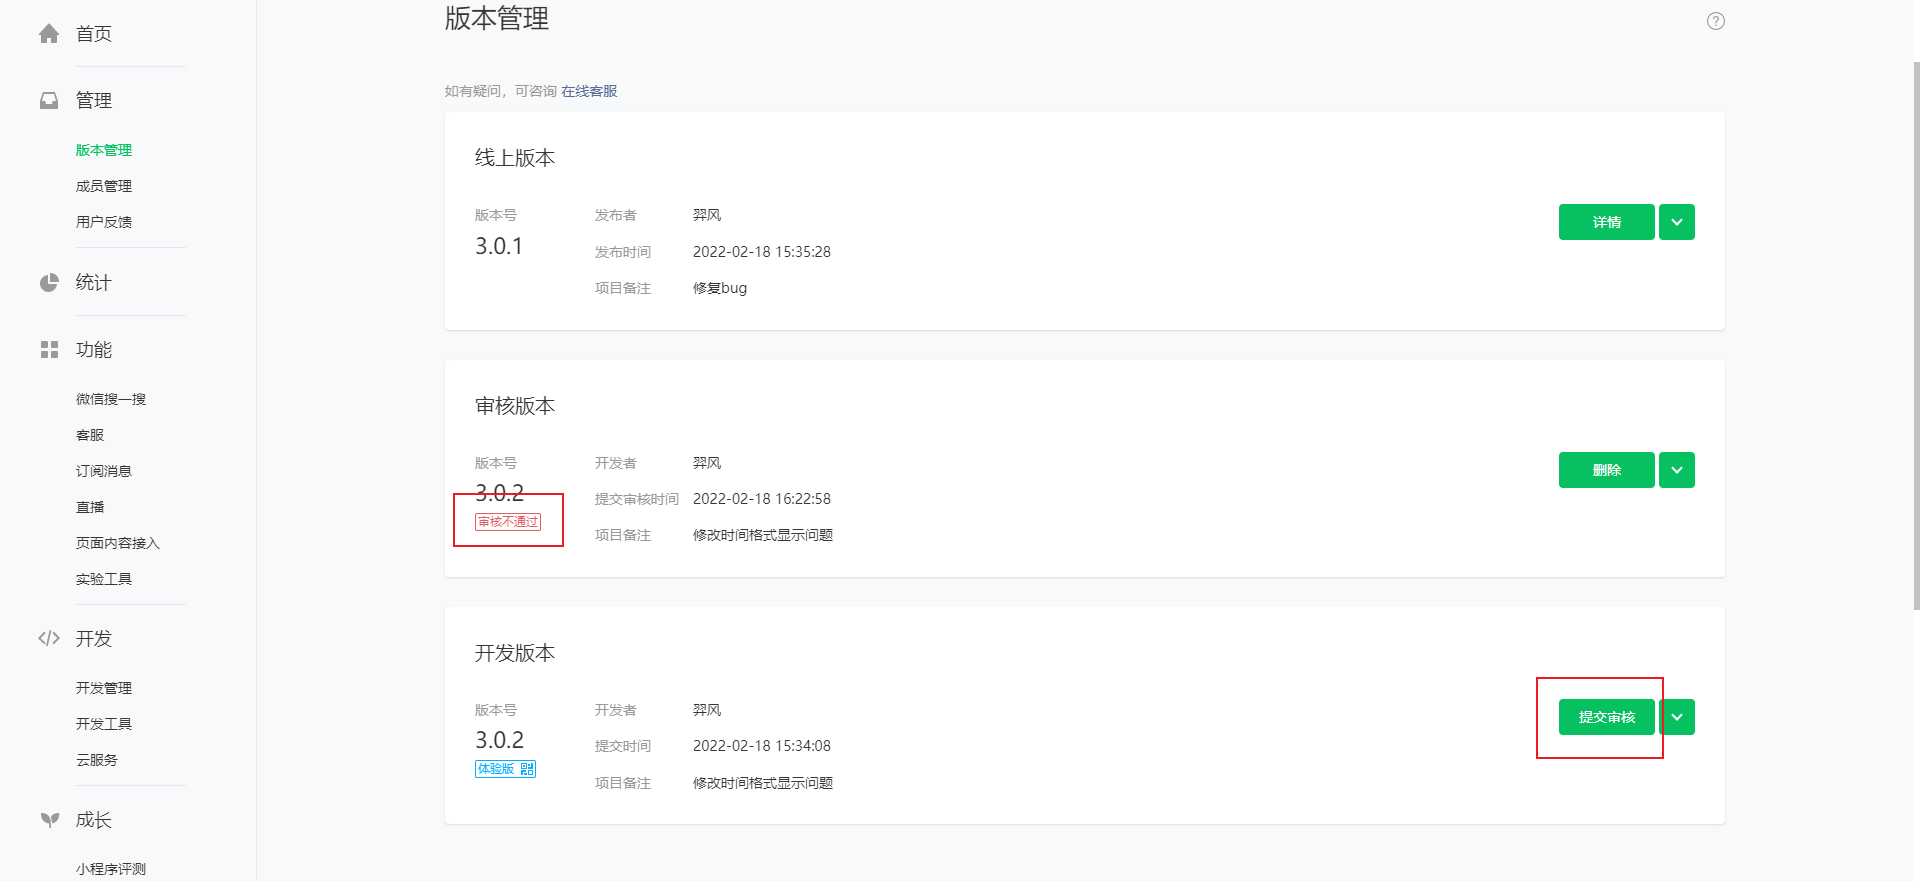 首页
管理
版本管理
成员管理
用户反馈
统计
功能
微信搜一搜
客服
订阅消息
直播
页面内容接入
实验工具
开发
开发管理
开发工具
云服务
成长
小程序评测
版本管理
?
如有疑问，可咨询 在线客服
线上版本
版本号
3.0.1
发布者 羿风
发布时间 2022-02-18 15:35:28
项目备注 修复bug
详情
审核版本
版本号
3.0.2
审核不通过
开发者 羿风
提交审核时间 2022-02-18 16:22:58
项目备注 修改时间格式显示问题
删除
开发版本
版本号
3.0.2
体验版
开发者 羿风
提交时间 2022-02-18 15:34:08
项目备注 修改时间格式显示问题
提交审核